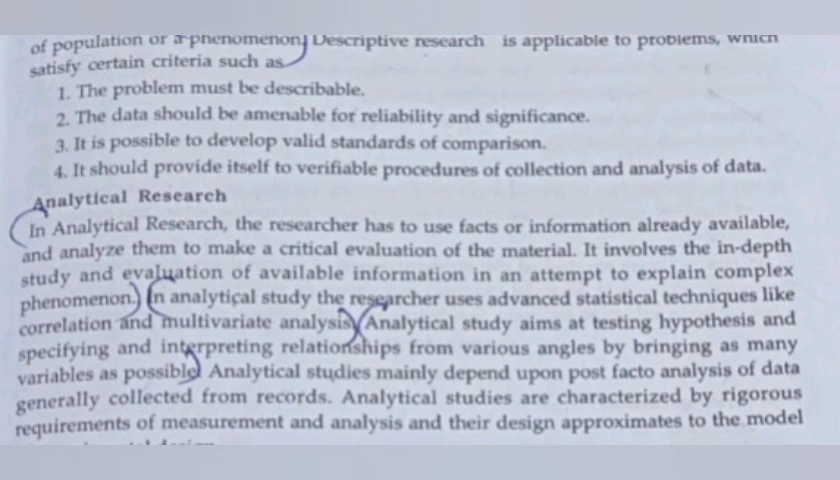 of population or a phenomenon. Descriptive research is applicable to problems, which
satisfy certain criteria such as
1. The problem must be describable.
2. The data should be amenable for reliability and significance.
3. It is possible to develop valid standards of comparison.
4. It should provide itself to verifiable procedures of collection and analysis of data.
Analytical Research
In Analytical Research, the researcher has to use facts or information already available,
and analyze them to make a critical evaluation of the material. It involves the in-depth
study and evaluation of available information in an attempt to explain complex
phenomenon. In analytical study the researcher uses advanced statistical techniques like
correlation and multivariate analysis. Analytical study aims at testing hypothesis and
specifying and interpreting relationships from various angles by bringing as many
variables as possible. Analytical studies mainly depend upon post facto analysis of data
generally collected from records. Analytical studies are characterized by rigorous
requirements of measurement and analysis and their design approximates to the model